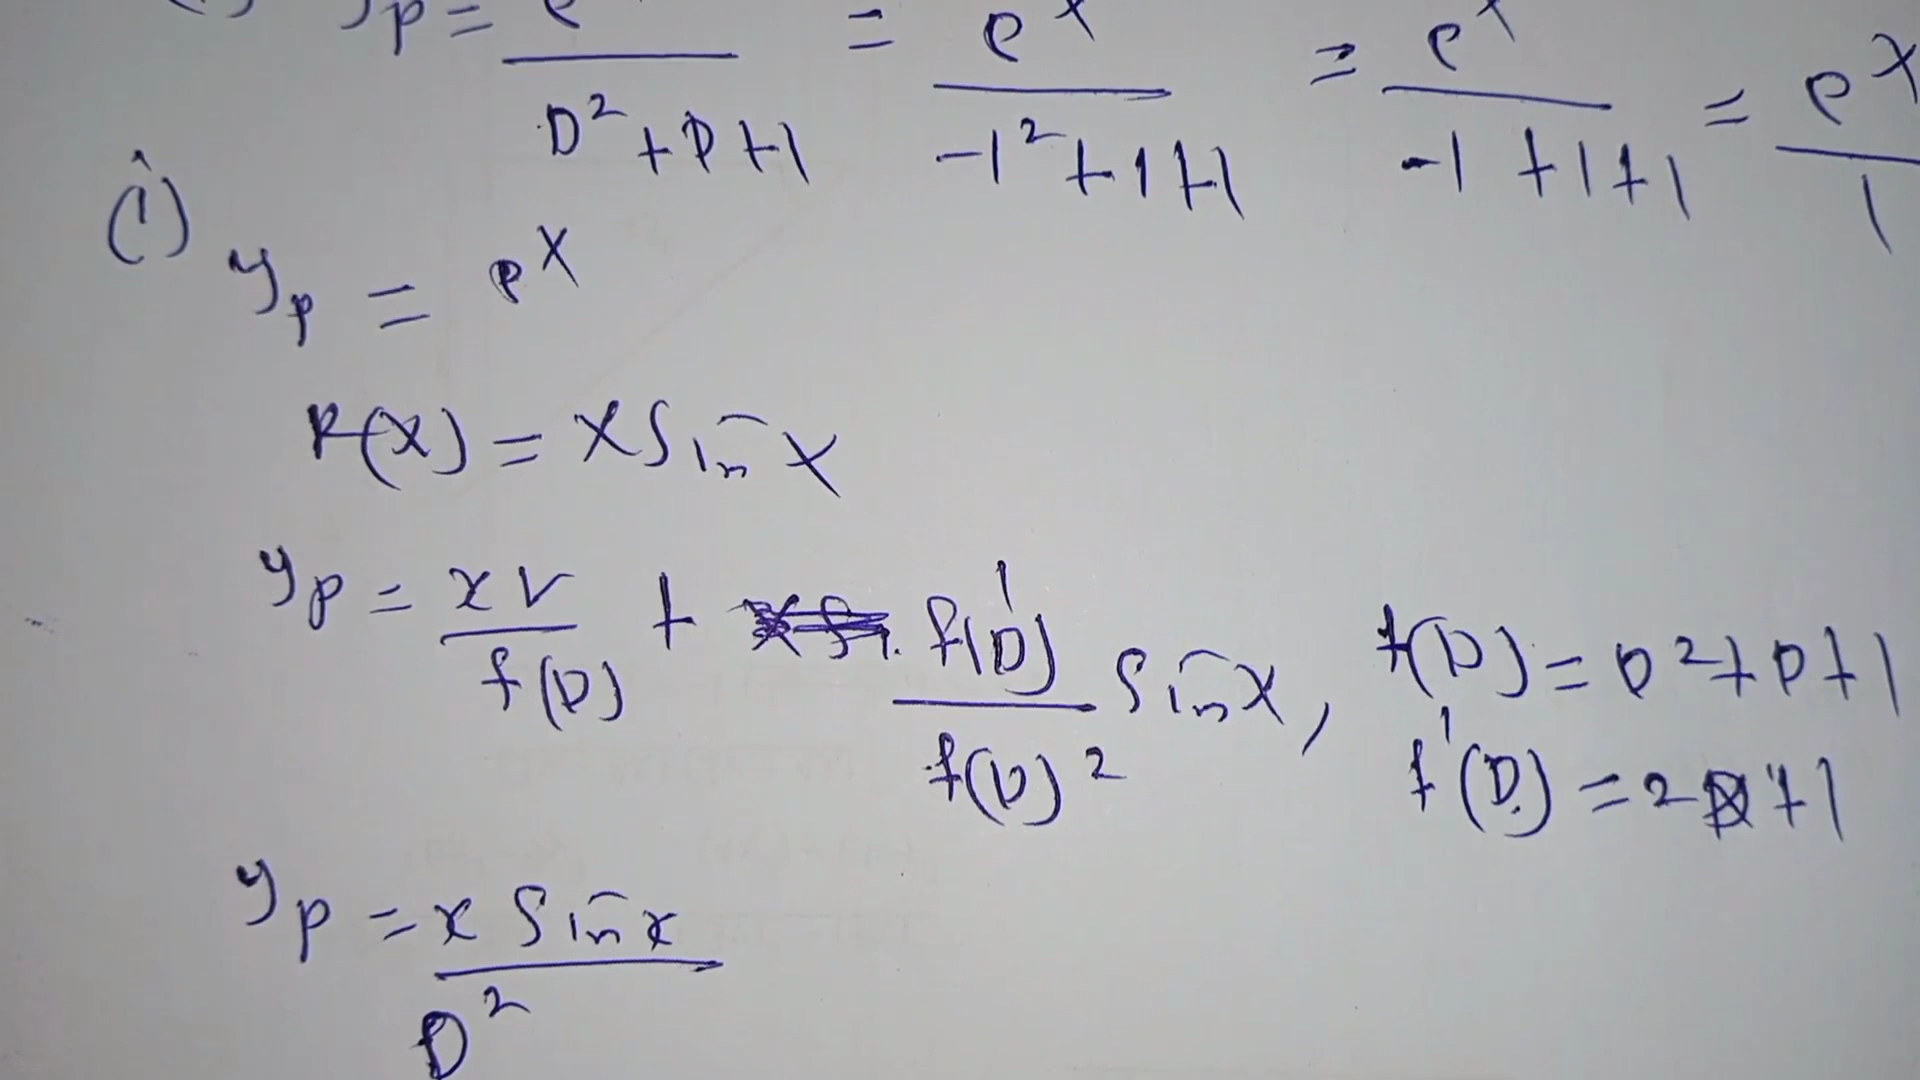 yp = e / D² + D + 1 = e^x / -1² + 1 + 1 = e^x / -1 + 1 + 1 = e^x / 1
(i) yp = e^x
R(x) = x Sin x
yp = xv / f(D) + f'(D) / f(D)² Sin x, f(D) = D² + D + 1
f'(D) = 2D + 1
yp = x Sin x / D²